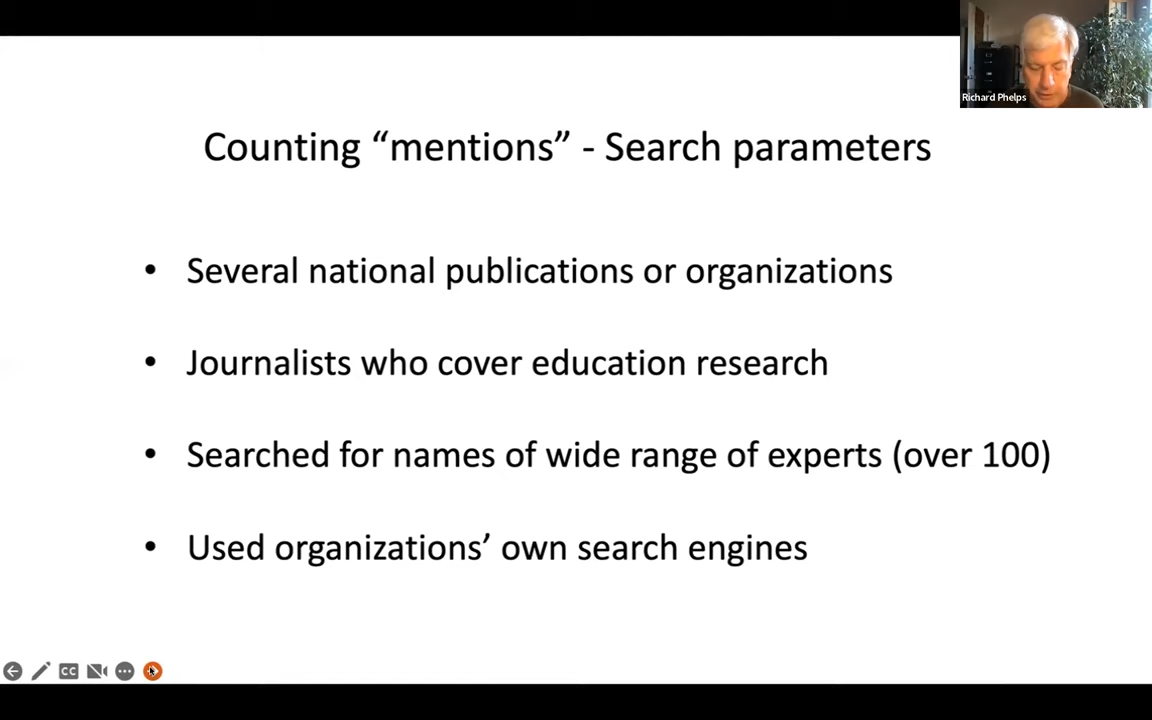 Richard Phelps
Counting “mentions” - Search parameters
• Several national publications or organizations
• Journalists who cover education research
• Searched for names of wide range of experts (over 100)
• Used organizations’ own search engines
CC